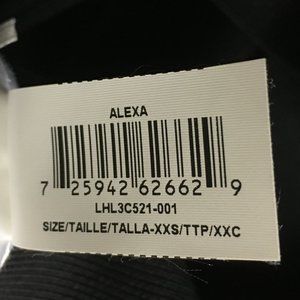 ALEXA
7 25942 62662 9
LHL3C521-001
SIZE/TAILLE/TALLA-XXS/TTP/XXC